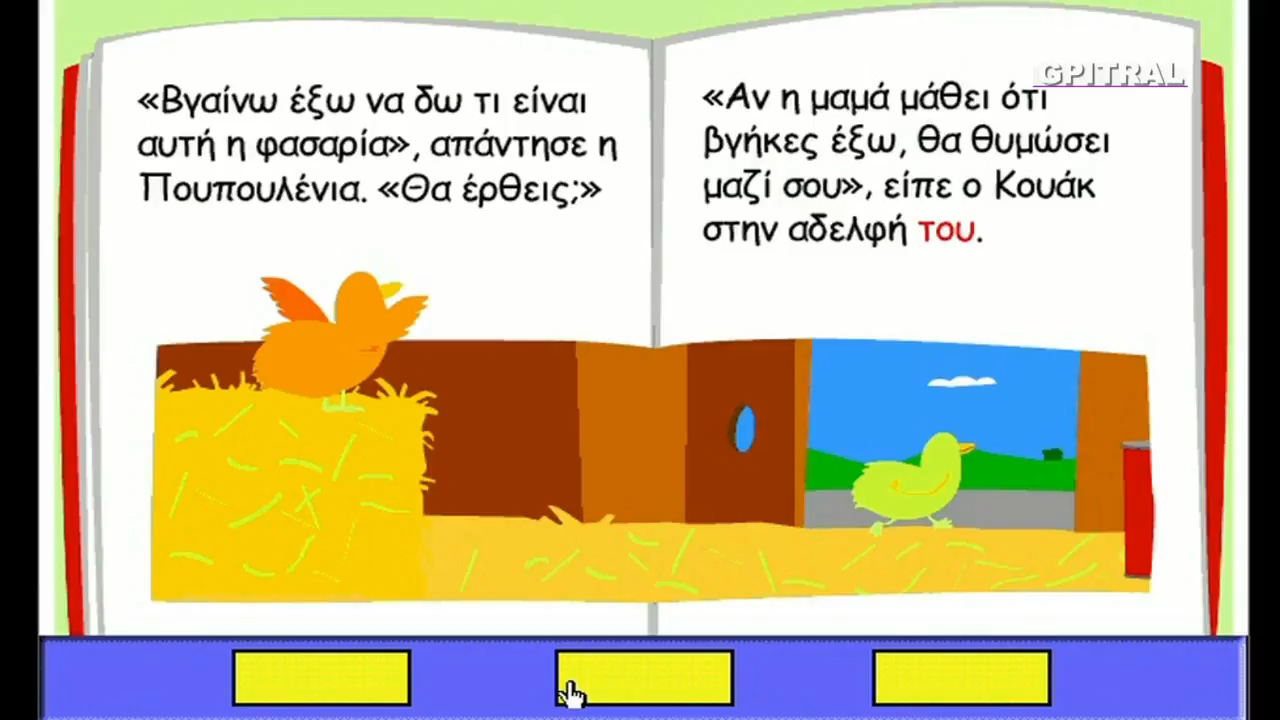 «Βγαίνω έξω να δω τι είναι
αυτή η φασαρία», απάντησε η
Πουπουλένια. «Θα έρθεις;»
«Αν η μαμά μάθει ότι
βγήκες έξω, θα θυμώσει
μαζί σου», είπε ο Κουάκ
στην αδελφή του.
GPITRAL